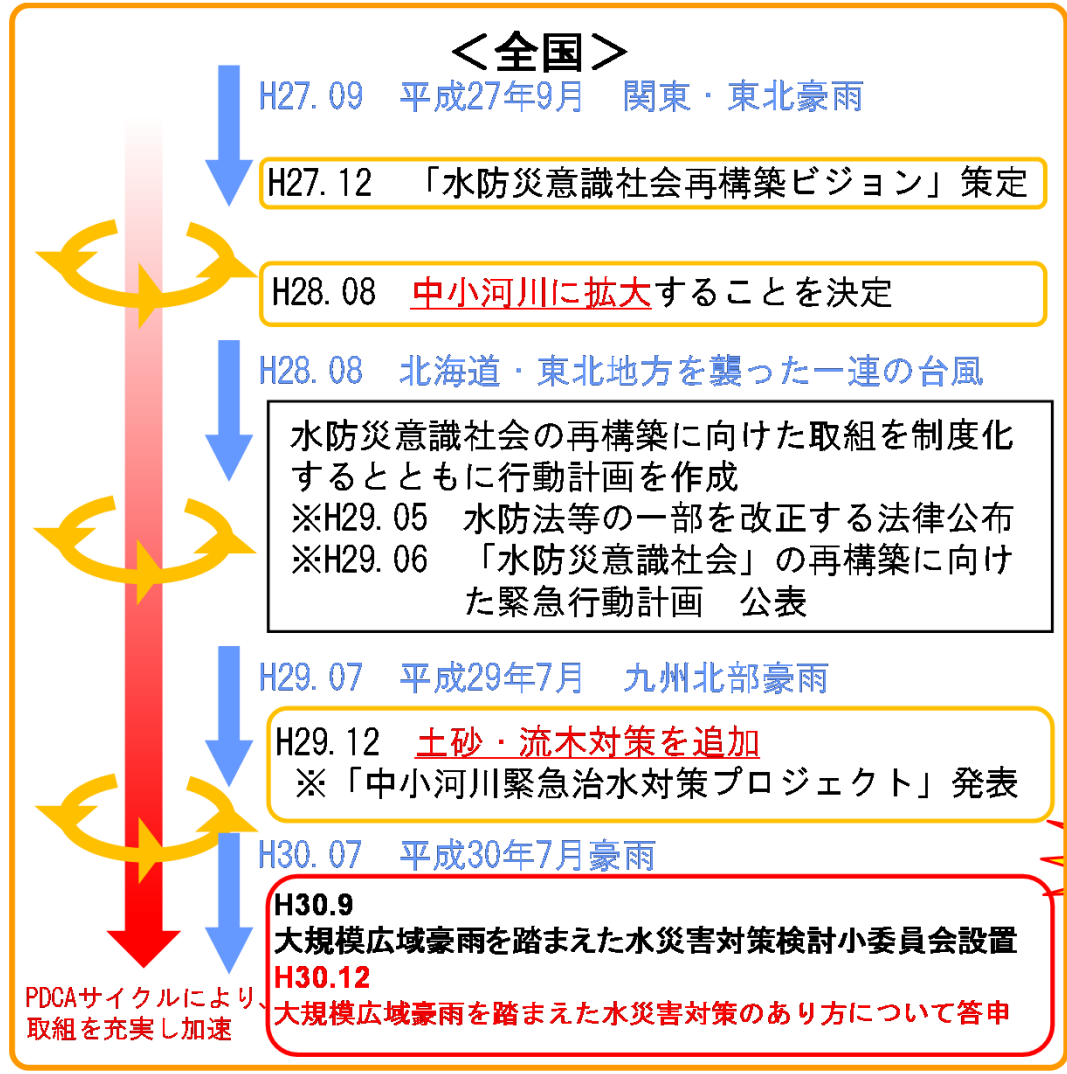 ＜全国＞
H27.09　平成27年9月　関東・東北豪雨
H27.12　「水防災意識社会再構築ビジョン」策定
H28.08　中小河川に拡大することを決定
H28.08　北海道・東北地方を襲った一連の台風
水防災意識社会の再構築に向けた取組を制度化
するとともに行動計画を作成
※H29.05　水防法等の一部を改正する法律公布
※H29.06　「水防災意識社会」の再構築に向け
た緊急行動計画　公表
H29.07　平成29年7月　九州北部豪雨
H29.12　土砂・流木対策を追加
※「中小河川緊急治水対策プロジェクト」発表
H30.07　平成30年7月豪雨
H30.9
大規模広域豪雨を踏まえた水災害対策検討小委員会設置
H30.12
大規模広域豪雨を踏まえた水災害対策のあり方について答申
PDCAサイクルにより、
取組を充実し加速